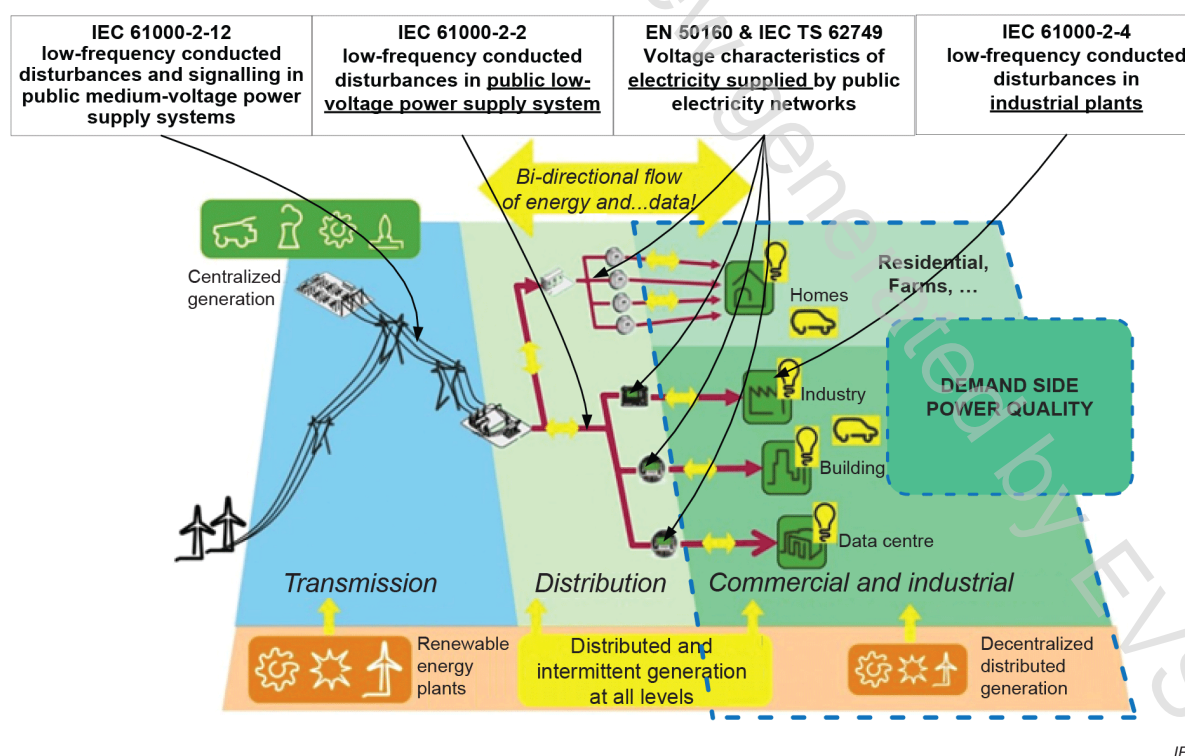 IEC 61000-2-12
low-frequency conducted
disturbances and signalling in
public medium-voltage power
supply systems
IEC 61000-2-2
low-frequency conducted
disturbances in public low-
voltage power supply system
EN 50160 & IEC TS 62749
Voltage characteristics of
electricity supplied by public
electricity networks
IEC 61000-2-4
low-frequency conducted
disturbances in
industrial plants
Bi-directional flow
of energy and...data!
Centralized
generation
Residential,
Farms, …
Homes
DEMAND SIDE
POWER QUALITY
Industry
Building
Data centre
Transmission
Distribution
Commercial and industrial
Renewable
energy
plants
Distributed and
intermittent generation
at all levels
Decentralized
distributed
generation
generated by EVS